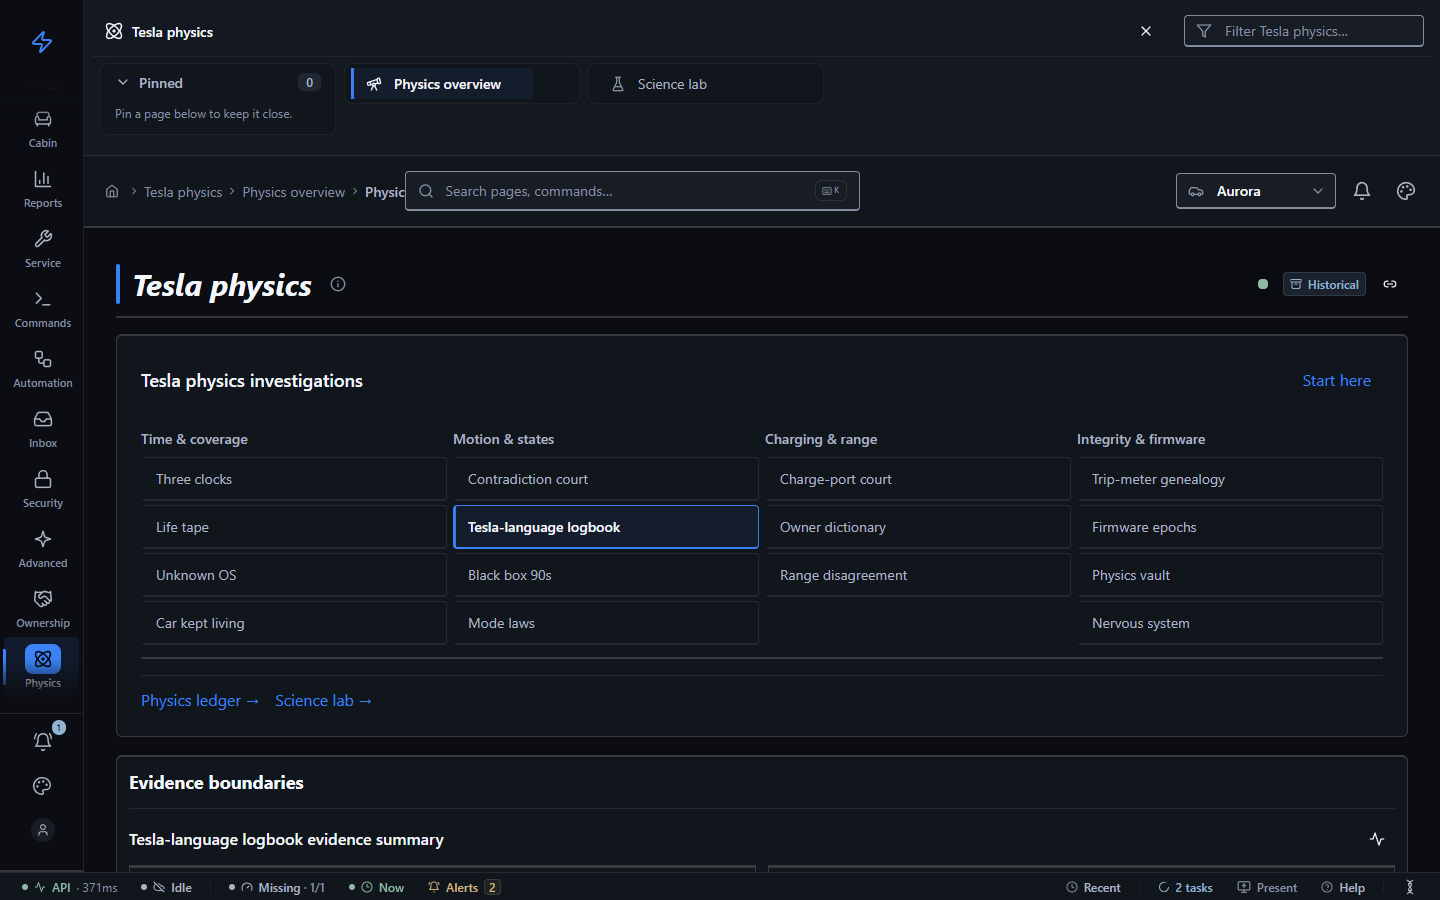 Tesla physics
Filter Tesla physics...
Pinned
0
Pin a page below to keep it close.
Physics overview
Science lab
Cabin
Reports
Service
Commands
Automation
Inbox
Security
Advanced
Ownership
Physics
1
Tesla physics
Physics overview
Physic
Search pages, commands...
K
Aurora
Tesla physics
Historical
Tesla physics investigations
Start here
Time & coverage
Three clocks
Life tape
Unknown OS
Car kept living
Motion & states
Contradiction court
Tesla-language logbook
Black box 90s
Mode laws
Charging & range
Charge-port court
Owner dictionary
Range disagreement
Integrity & firmware
Trip-meter genealogy
Firmware epochs
Physics vault
Nervous system
Physics ledger →
Science lab →
Evidence boundaries
Tesla-language logbook evidence summary
API · 371ms
Idle
Missing · 1/1
Now
Alerts 2
Recent
2 tasks
Present
Help